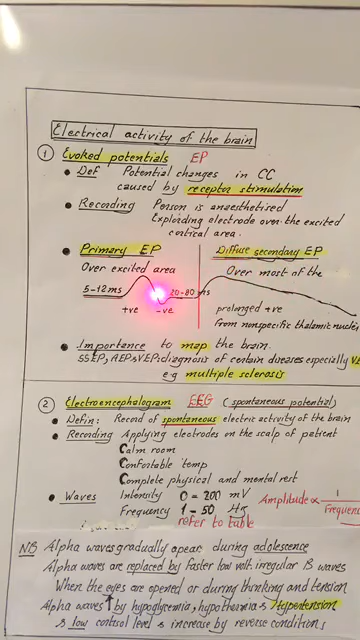 Electrical activity of the brain
① Evoked potentials EP
• Def Potential changes in CC
caused by receptor stimulation
• Recording Person is anaesthetised
Exploring electrode over the excited
cortical area.
• Primary EP
Over excited area
5-12ms
+ve -ve
20-80 ms
Diffuse secondary EP
Over most of the
prolonged +ve
from nonspecific thalamic nuclei
• Importance to map the brain.
SSEP, AEP & VEP: diagnosis of certain diseases especially
e.g multiple sclerosis
② Electroencephalogram EEG (spontaneous potential)
• Defin: Record of spontaneous electric activity of the brain
• Recording Applying electrodes on the scalp of patient
Calm room
Confortable temp
Complete physical and mental rest
• Waves Intensity 0 = 200 mV
Frequency 1 - 50 Hz
refer to table
Amplitude ∝ 1/Frequenc
NB Alpha waves gradually apear during adolescence
Alpha waves are replaced by faster low volt. irregular B waves
When the eyes are opened or during thinking and tension
Alpha waves ↑ by hypoglycemia, hypothermia & Hypertension
& low cortisol level & increase by reverse conditions